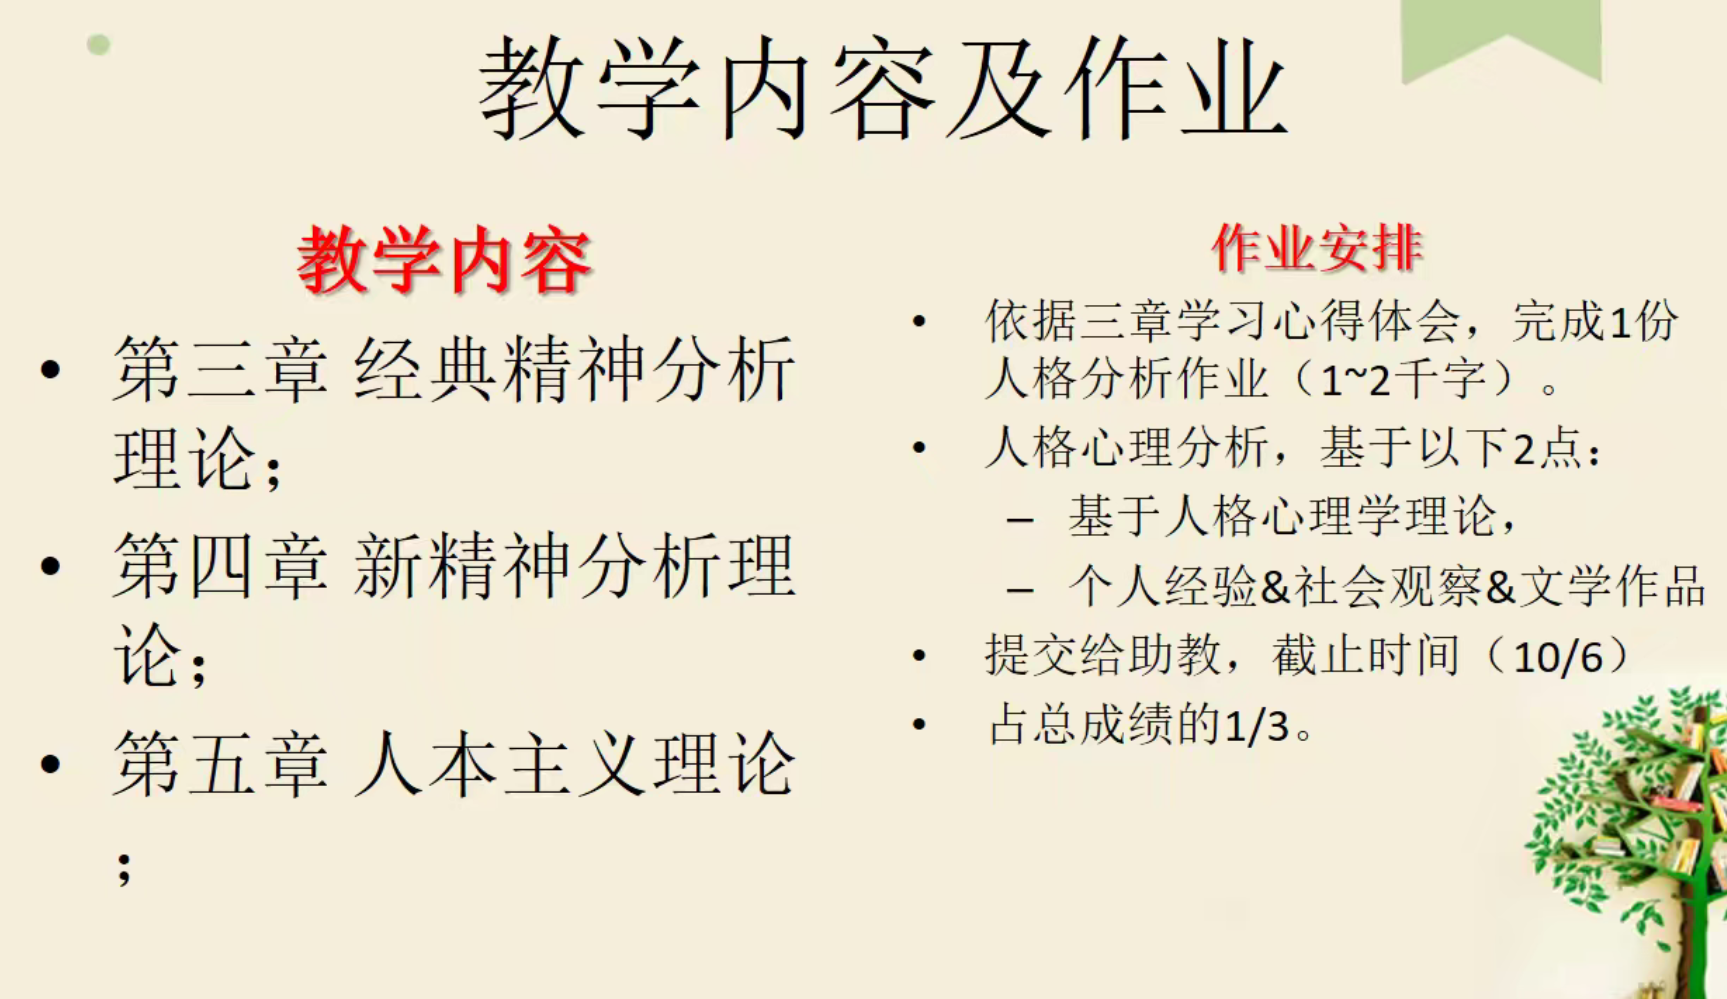 教学内容及作业
教学内容
• 第三章 经典精神分析
理论；
• 第四章 新精神分析理
论；
• 第五章 人本主义理论
；
作业安排
• 依据三章学习心得体会，完成1份
人格分析作业（1~2千字）。
• 人格心理分析，基于以下2点：
– 基于人格心理学理论，
– 个人经验&社会观察&文学作品
• 提交给助教，截止时间（10/6）
• 占总成绩的1/3。